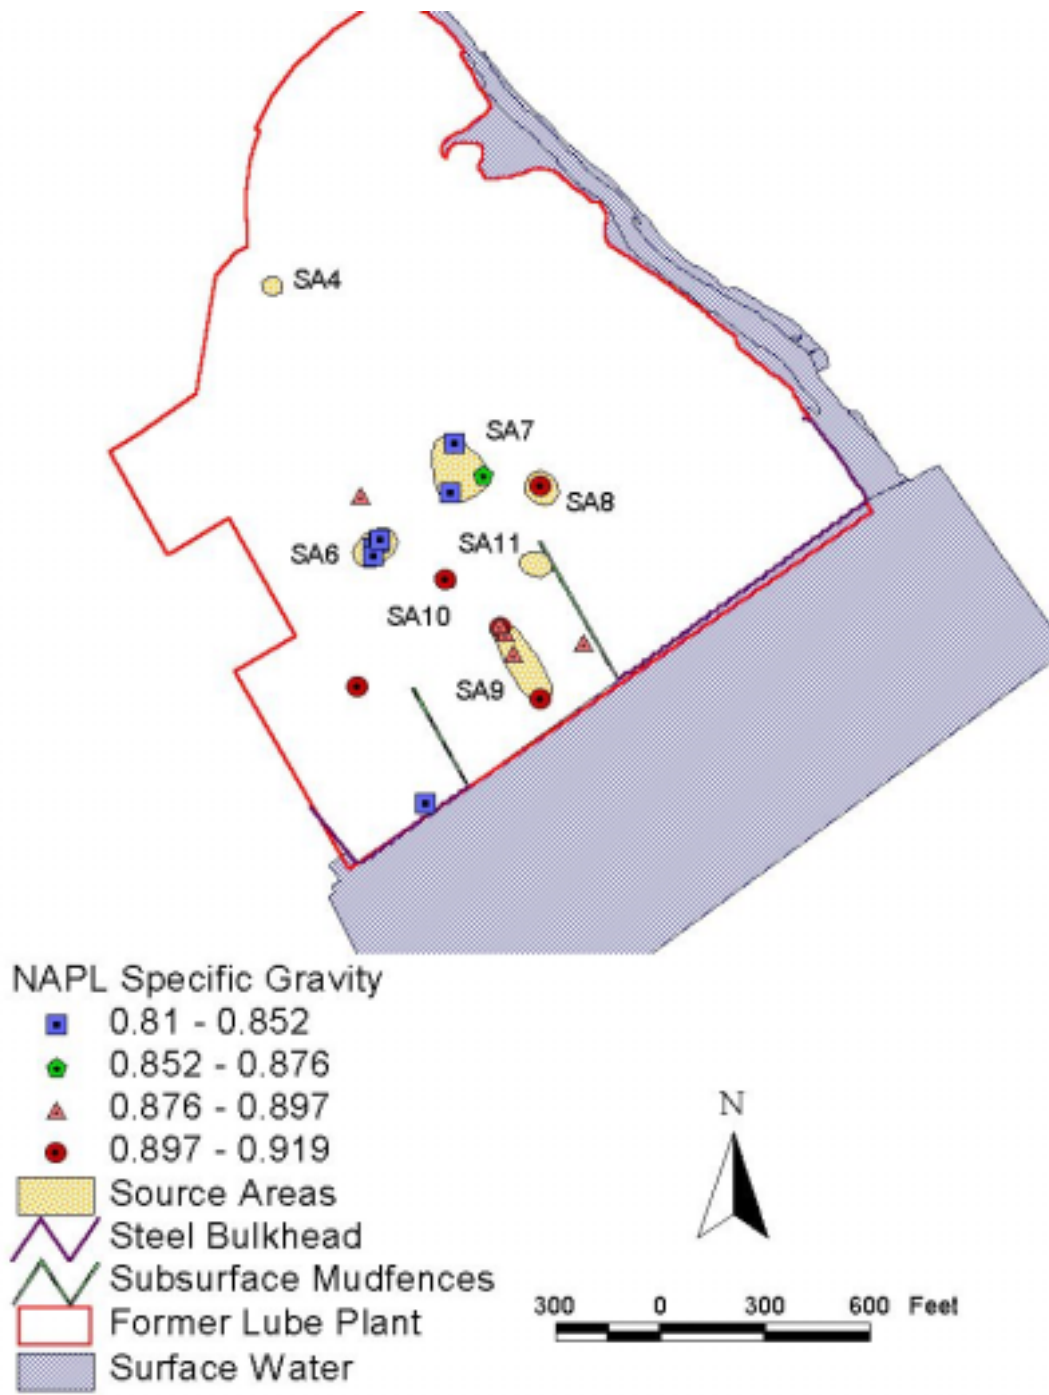 SA4
SA7
SA8
SA11
SA6
SA10
SA9
NAPL Specific Gravity
0.81 - 0.852
0.852 - 0.876
0.876 - 0.897
0.897 - 0.919
Source Areas
Steel Bulkhead
Subsurface Mudfences
Former Lube Plant
Surface Water
N
300 0 300 600 Feet